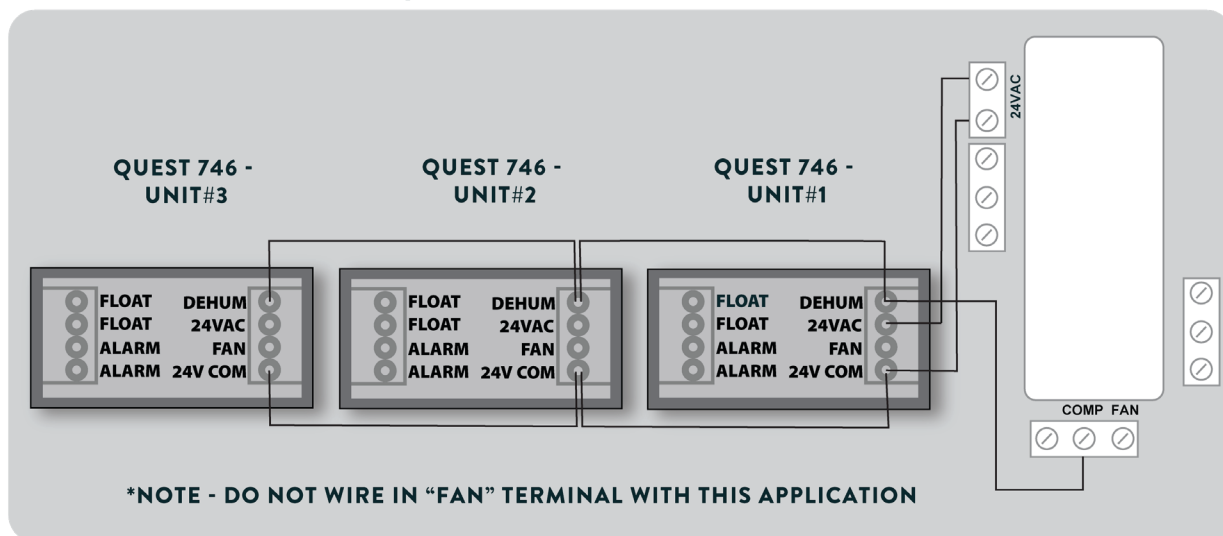 24VAC
QUEST 746 -
UNIT#3
QUEST 746 -
UNIT#2
QUEST 746 -
UNIT#1
FLOAT DEHUM
FLOAT 24VAC
ALARM FAN
ALARM 24V COM
FLOAT DEHUM
FLOAT 24VAC
ALARM FAN
ALARM 24V COM
FLOAT DEHUM
FLOAT 24VAC
ALARM FAN
ALARM 24V COM
COMP FAN
*NOTE - DO NOT WIRE IN “FAN” TERMINAL WITH THIS APPLICATION